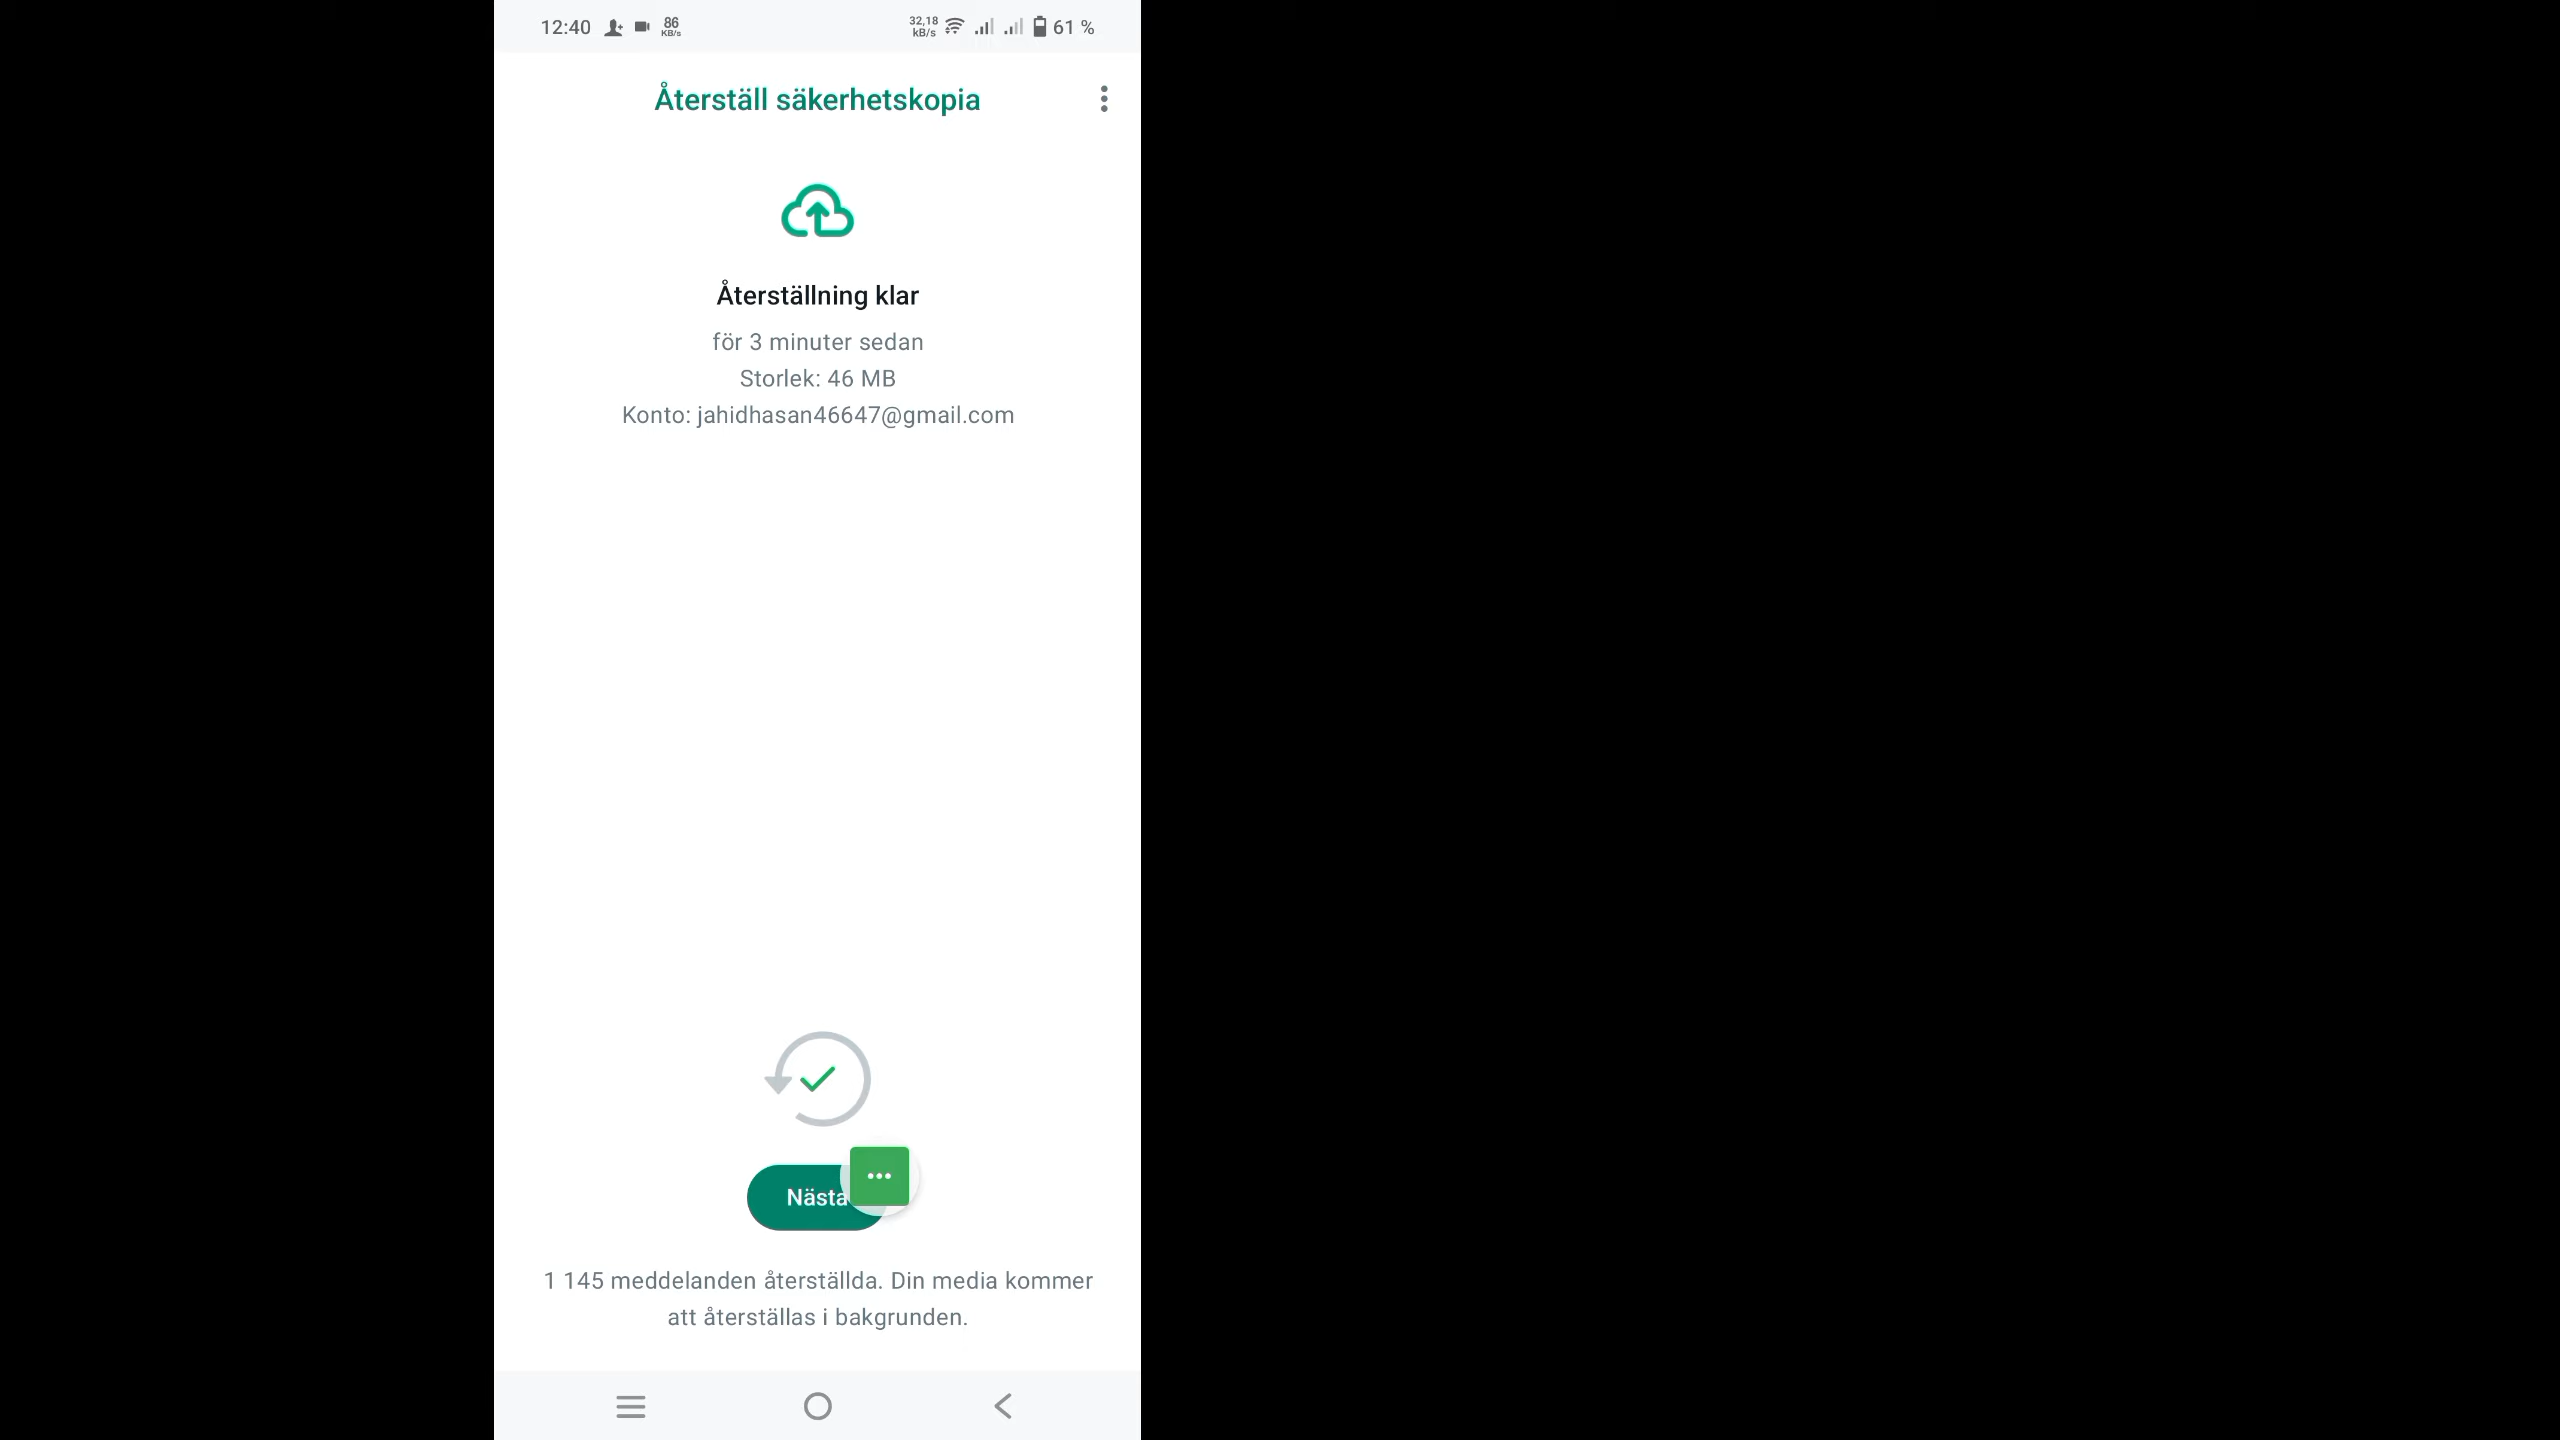 12:40 86 KB/s 32,18 kB/s 61 %
Återställ säkerhetskopia
Återställning klar
för 3 minuter sedan
Storlek: 46 MB
Konto: jahidhasan46647@gmail.com
Nästa
1 145 meddelanden återställda. Din media kommer
att återställas i bakgrunden.